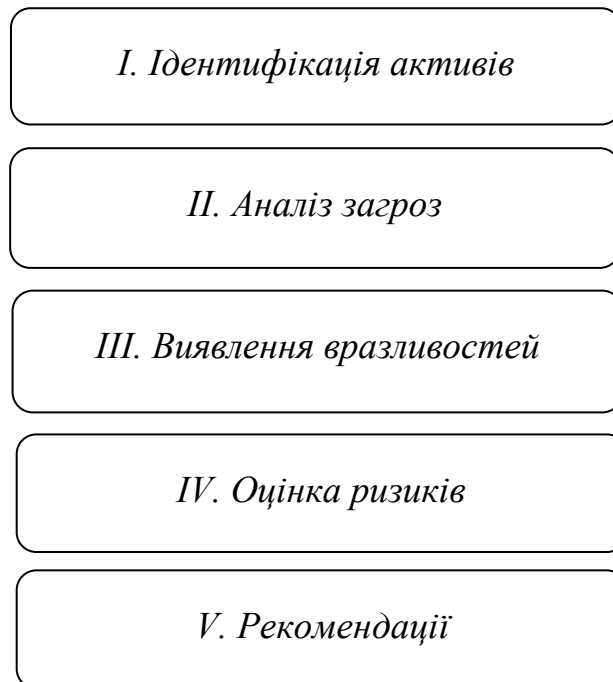 I. Ідентифікація активів
II. Аналіз загроз
III. Виявлення вразливостей
IV. Оцінка ризиків
V. Рекомендації